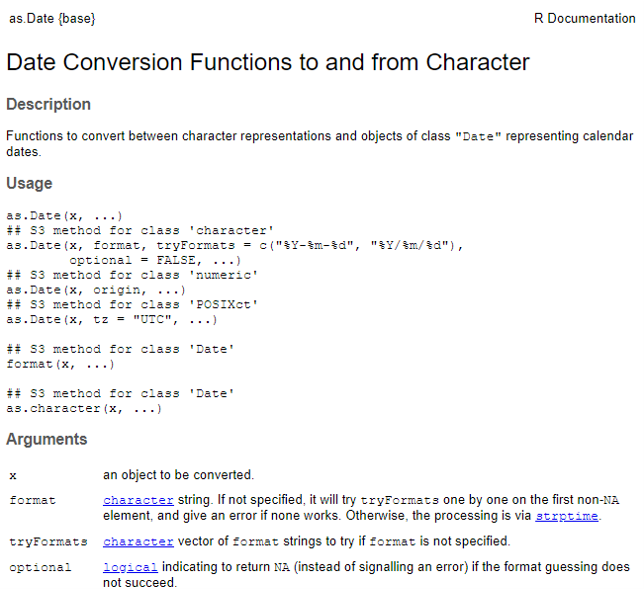 as.Date {base} R Documentation
Date Conversion Functions to and from Character
Description
Functions to convert between character representations and objects of class "Date" representing calendar
dates.
Usage
as.Date(x, ...)
## S3 method for class 'character'
as.Date(x, format, tryFormats = c("%Y-%m-%d", "%Y/%m/%d"),
        optional = FALSE, ...)
## S3 method for class 'numeric'
as.Date(x, origin, ...)
## S3 method for class 'POSIXct'
as.Date(x, tz = "UTC", ...)
## S3 method for class 'Date'
format(x, ...)
## S3 method for class 'Date'
as.character(x, ...)
Arguments
x an object to be converted.
format character string. If not specified, it will try tryFormats one by one on the first non-NA
element, and give an error if none works. Otherwise, the processing is via strptime.
tryFormats character vector of format strings to try if format is not specified.
optional logical indicating to return NA (instead of signalling an error) if the format guessing does
not succeed.